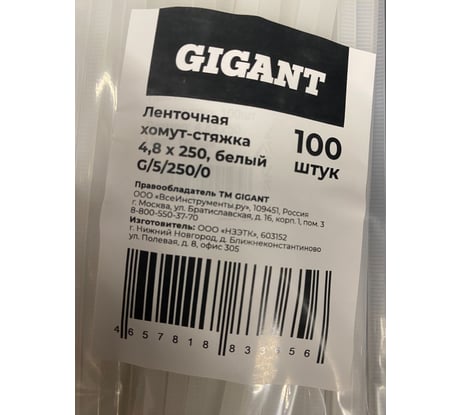 GIGANT
Ленточная
хомут-стяжка
4,8 х 250, белый
G/5/250/0
100
штук
Правообладатель ТМ GIGANT
ООО «ВсеИнструменты.ру», 109451, Россия
г. Москва, ул. Братиславская, д. 16, корп. 1, пом. 3
8-800-550-37-70
Изготовитель: ООО «НЗЭТК», 603152
г. Нижний Новгород, д. Ближнеконстантиново
ул. Полевая, д. 8, офис 305